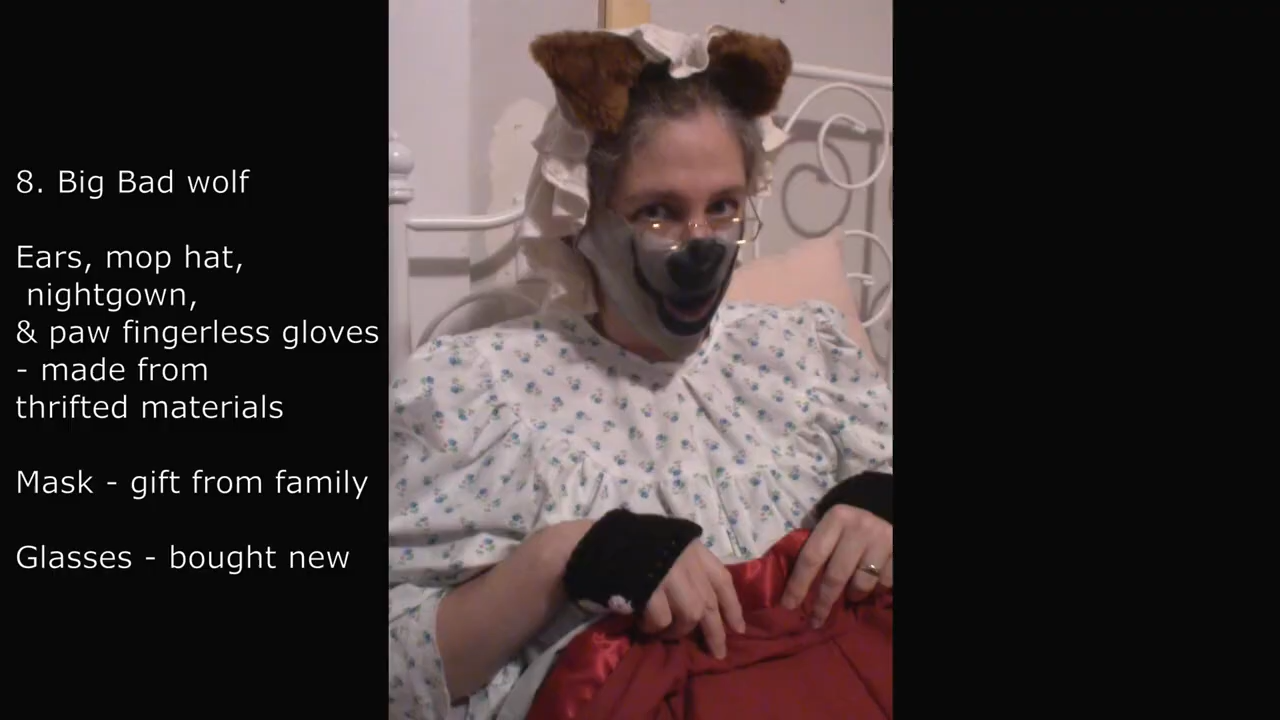 8. Big Bad wolf
Ears, mop hat,
nightgown,
& paw fingerless gloves
- made from
thrifted materials
Mask - gift from family
Glasses - bought new